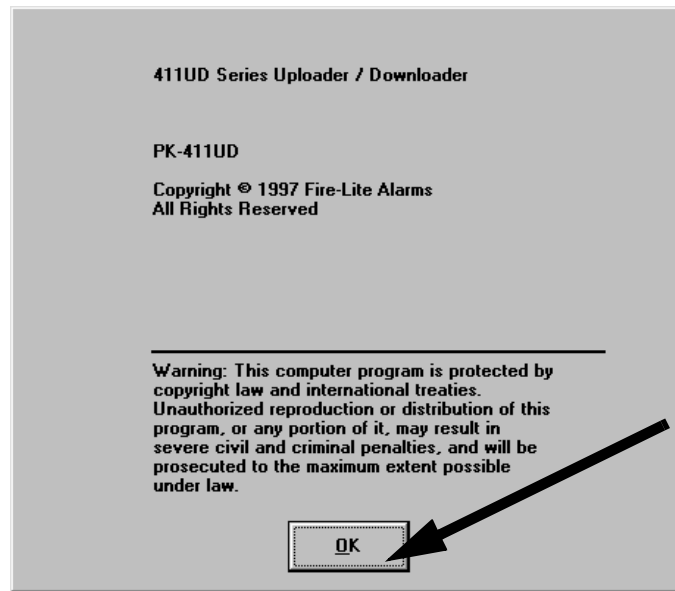 411UD Series Uploader / Downloader
PK-411UD
Copyright © 1997 Fire-Lite Alarms
All Rights Reserved
Warning: This computer program is protected by
copyright law and international treaties.
Unauthorized reproduction or distribution of this
program, or any portion of it, may result in
severe civil and criminal penalties, and will be
prosecuted to the maximum extent possible
under law.
OK